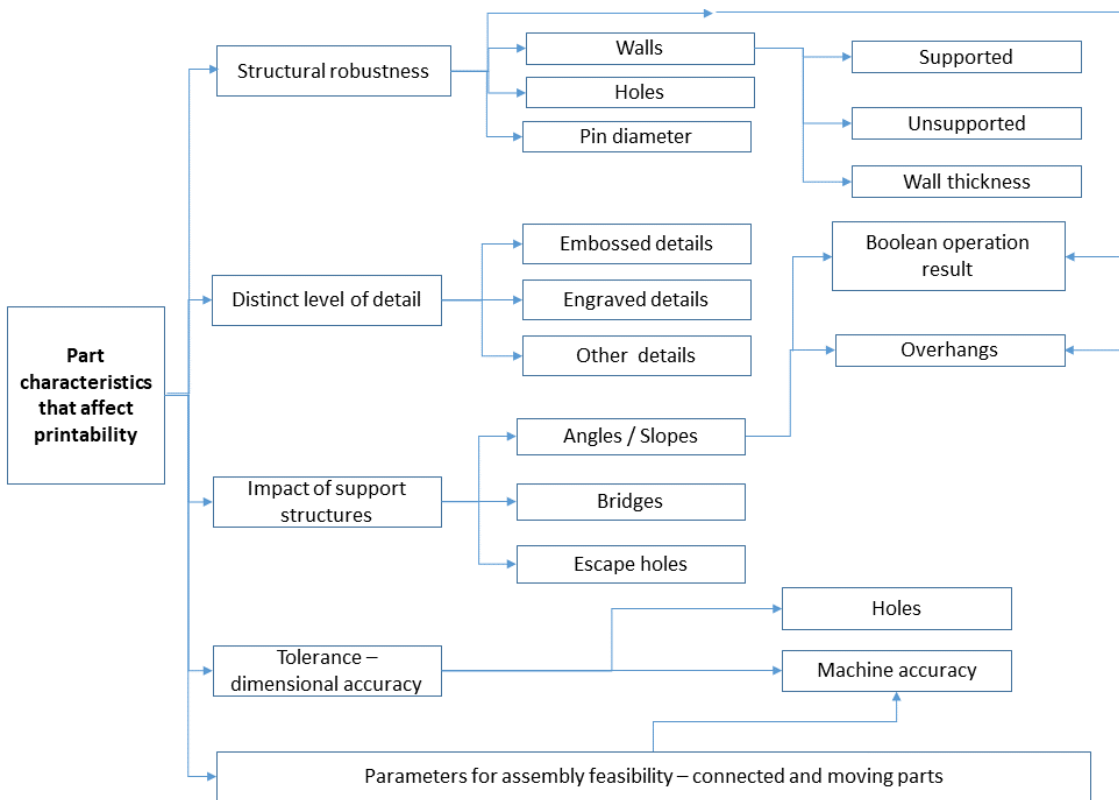 Part
characteristics
that affect
printability
Structural robustness
Walls
Holes
Pin diameter
Supported
Unsupported
Wall thickness
Distinct level of detail
Embossed details
Engraved details
Other details
Boolean operation
result
Overhangs
Impact of support
structures
Angles / Slopes
Bridges
Escape holes
Tolerance –
dimensional accuracy
Holes
Machine accuracy
Parameters for assembly feasibility – connected and moving parts